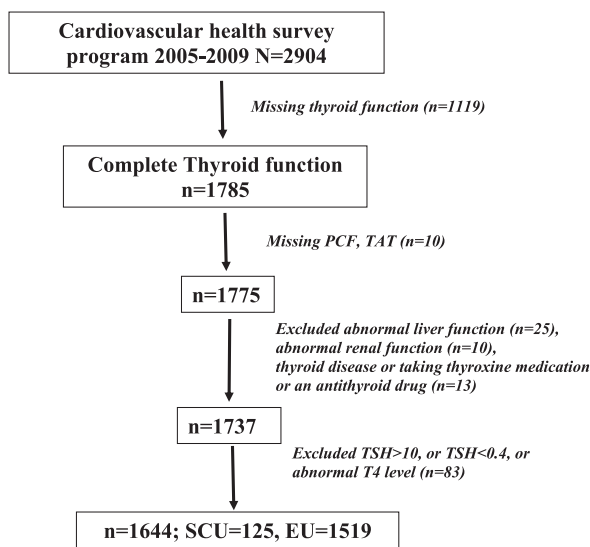 Cardiovascular health survey
program 2005-2009 N=2904
Missing thyroid function (n=1119)
Complete Thyroid function
n=1785
Missing PCF, TAT (n=10)
n=1775
Excluded abnormal liver function (n=25),
abnormal renal function (n=10),
thyroid disease or taking thyroxine medication
or an antithyroid drug (n=13)
n=1737
Excluded TSH>10, or TSH<0.4, or
abnormal T4 level (n=83)
n=1644; SCU=125, EU=1519